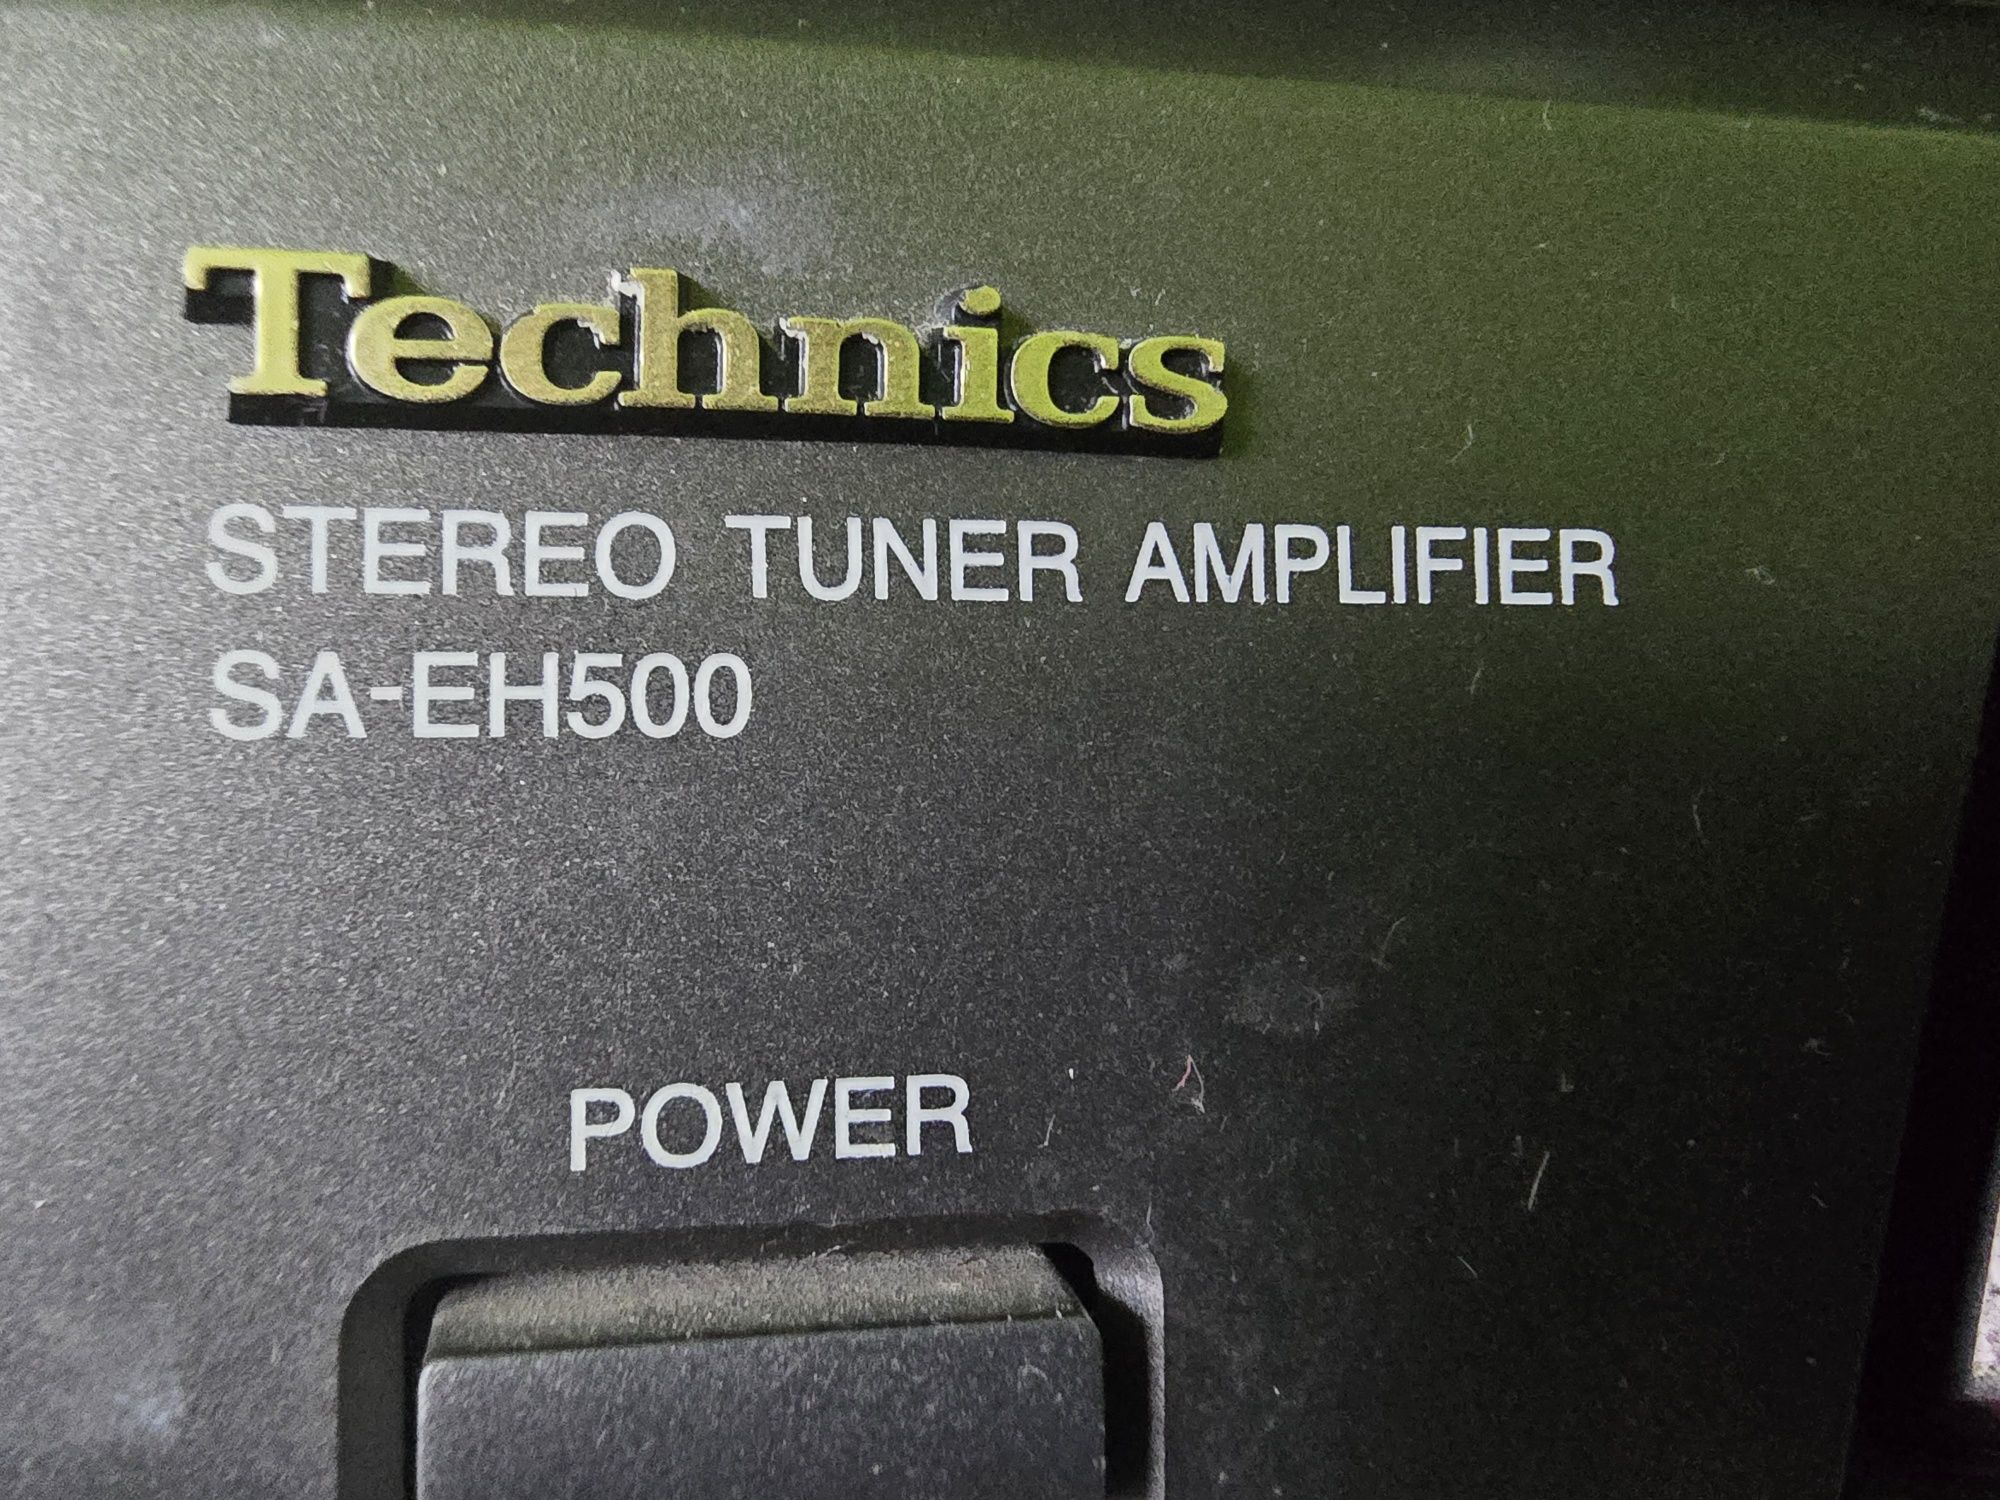 Technics
STEREO TUNER AMPLIFIER
SA-EH500
POWER